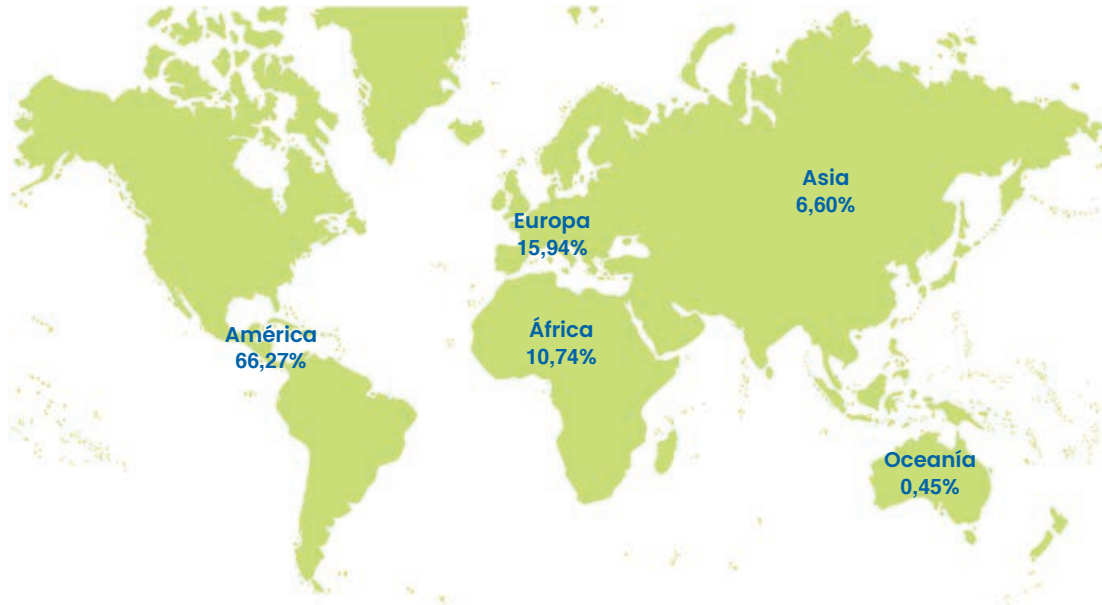 Asia
6,60%
Europa
15,94%
América
66,27%
África
10,74%
Oceanía
0,45%